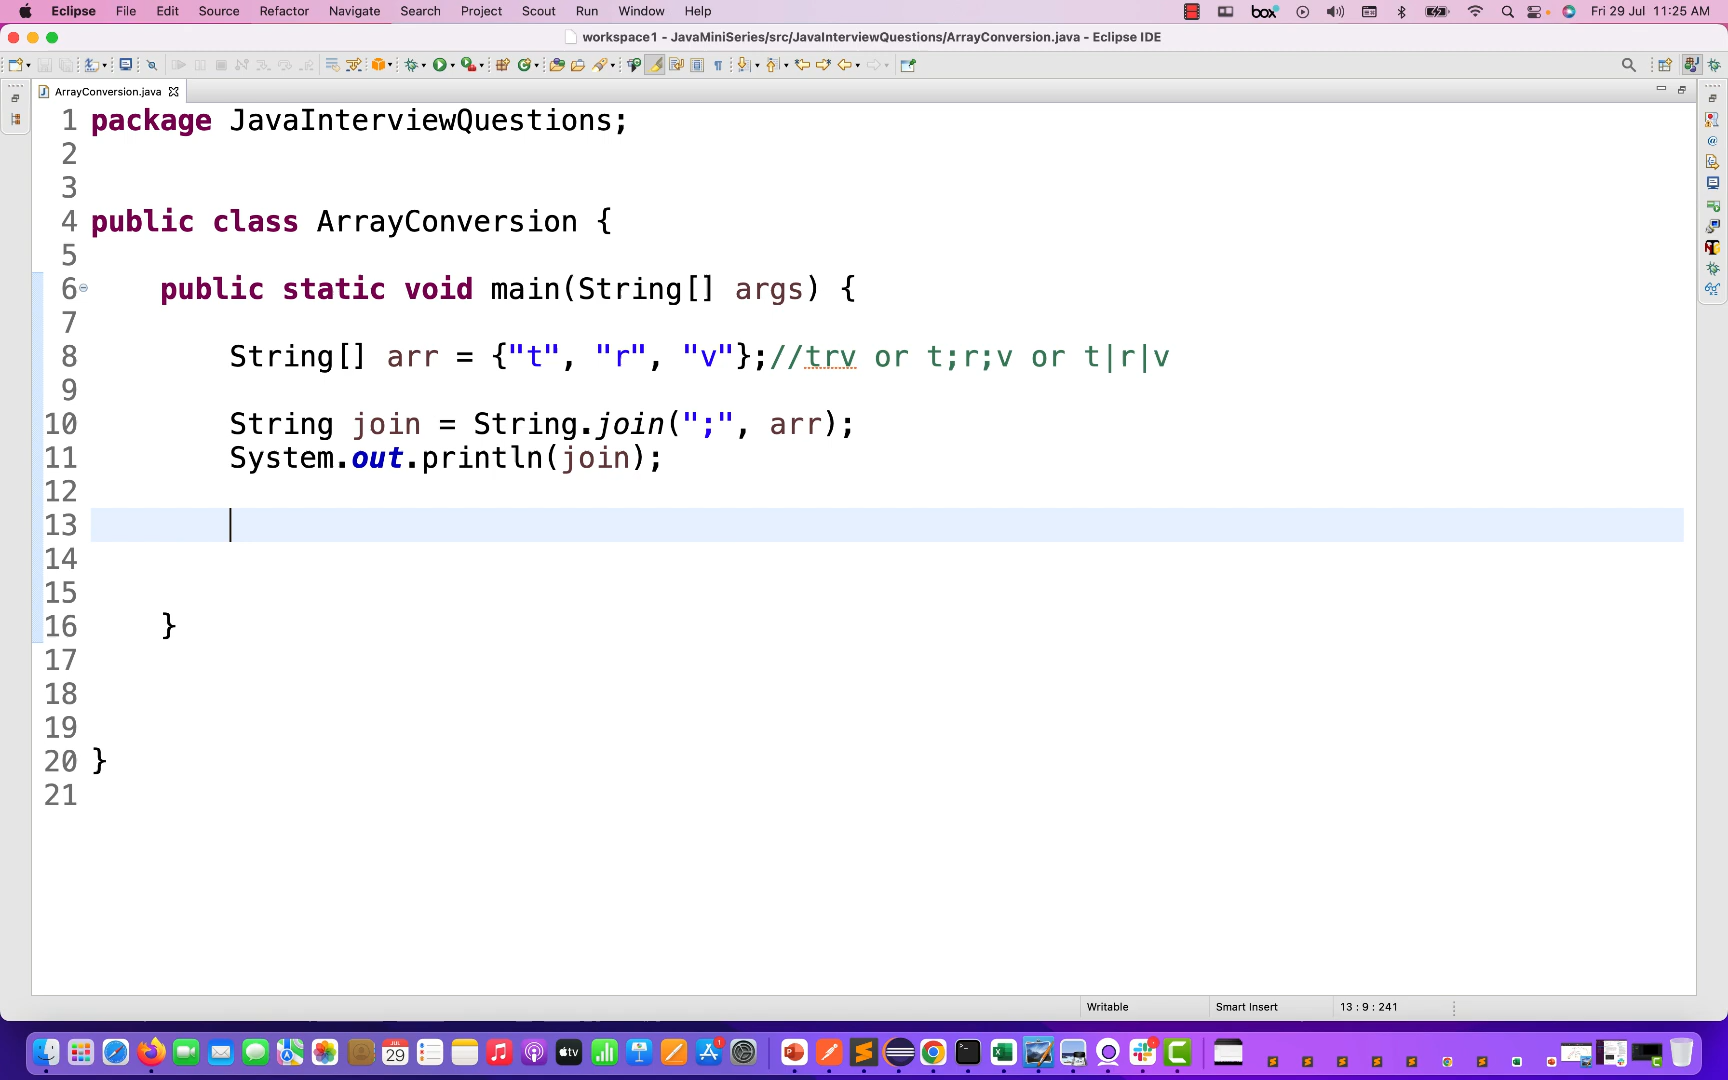 Eclipse File Edit Source Refactor Navigate Search Project Scout Run Window Help box Fri 29 Jul 11:25 AM
workspace1 - JavaMiniSeries/src/JavaInterviewQuestions/ArrayConversion.java - Eclipse IDE
ArrayConversion.java
1 package JavaInterviewQuestions;
2
3
4 public class ArrayConversion {
5
6 public static void main(String[] args) {
7
8 String[] arr = {"t", "r", "v"};//trv or t;r;v or t|r|v
9
10 String join = String.join(";", arr);
11 System.out.println(join);
12
13
14
15
16 }
17
18
19
20 }
21
Writable Smart Insert 13 : 9 : 241
JUL
29
tv